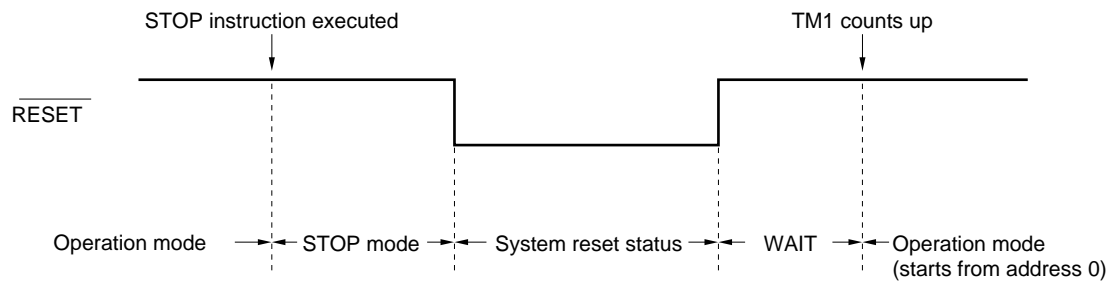 STOP instruction executed
TM1 counts up
RESET
Operation mode
STOP mode
System reset status
WAIT
Operation mode
(starts from address 0)